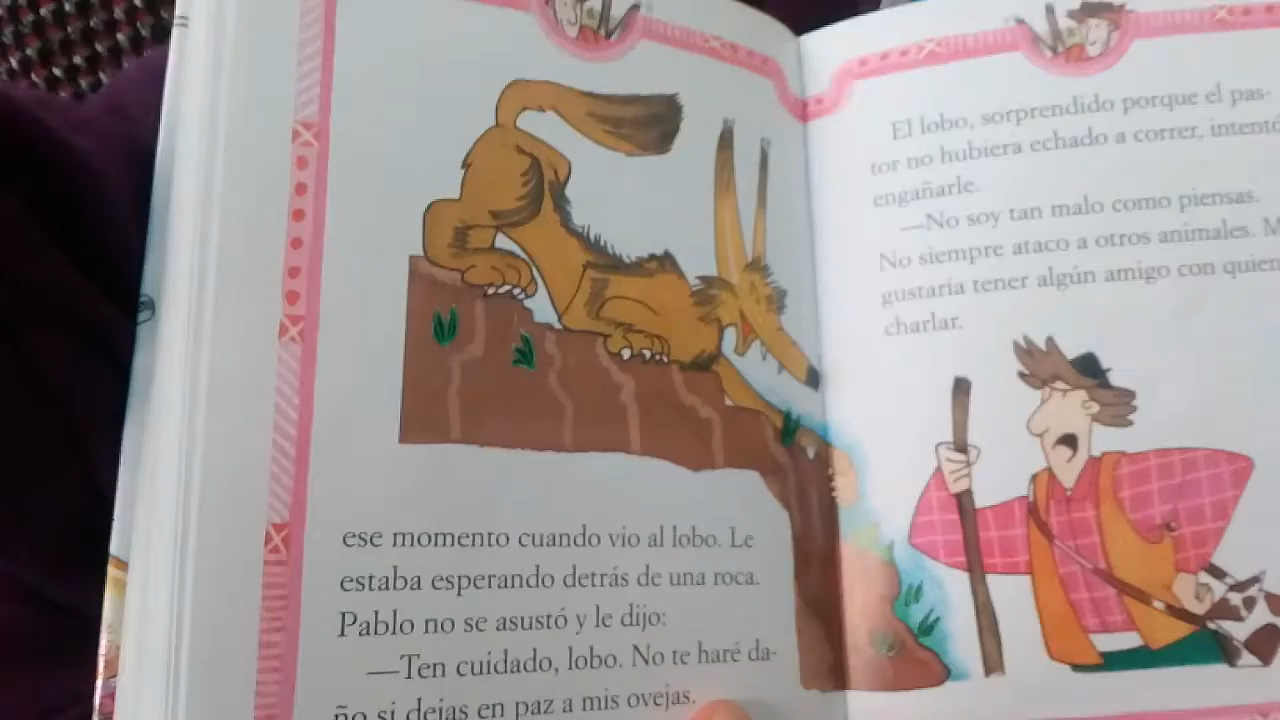 ese momento cuando vio al lobo. Le
estaba esperando detrás de una roca.
Pablo no se asustó y le dijo:
—Ten cuidado, lobo. No te haré da-
ño si dejas en paz a mis ovejas.
El lobo, sorprendido porque el pas-
tor no hubiera echado a correr, intentó
engañarle.
—No soy tan malo como piensas.
No siempre ataco a otros animales.
gustaría tener algún amigo con quien
charlar.